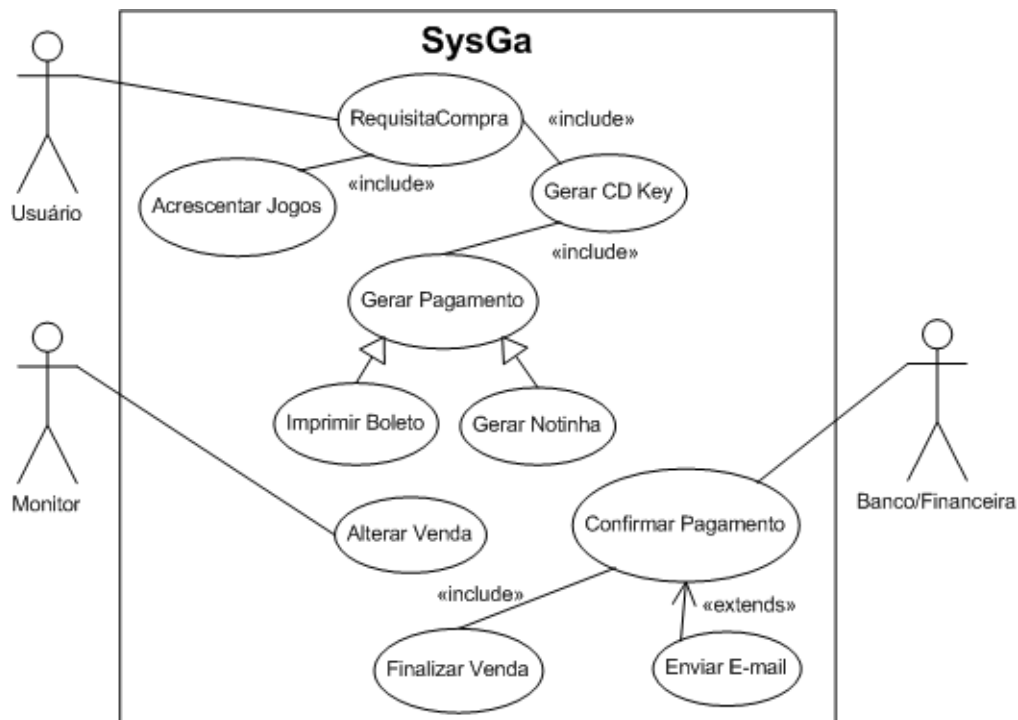 SysGa
RequisitaCompra
«include»
Acrescentar Jogos
«include»
Gerar CD Key
Usuário
«include»
Gerar Pagamento
Imprimir Boleto
Gerar Notinha
Monitor
Banco/Financeira
Alterar Venda
Confirmar Pagamento
«include»
«extends»
Finalizar Venda
Enviar E-mail